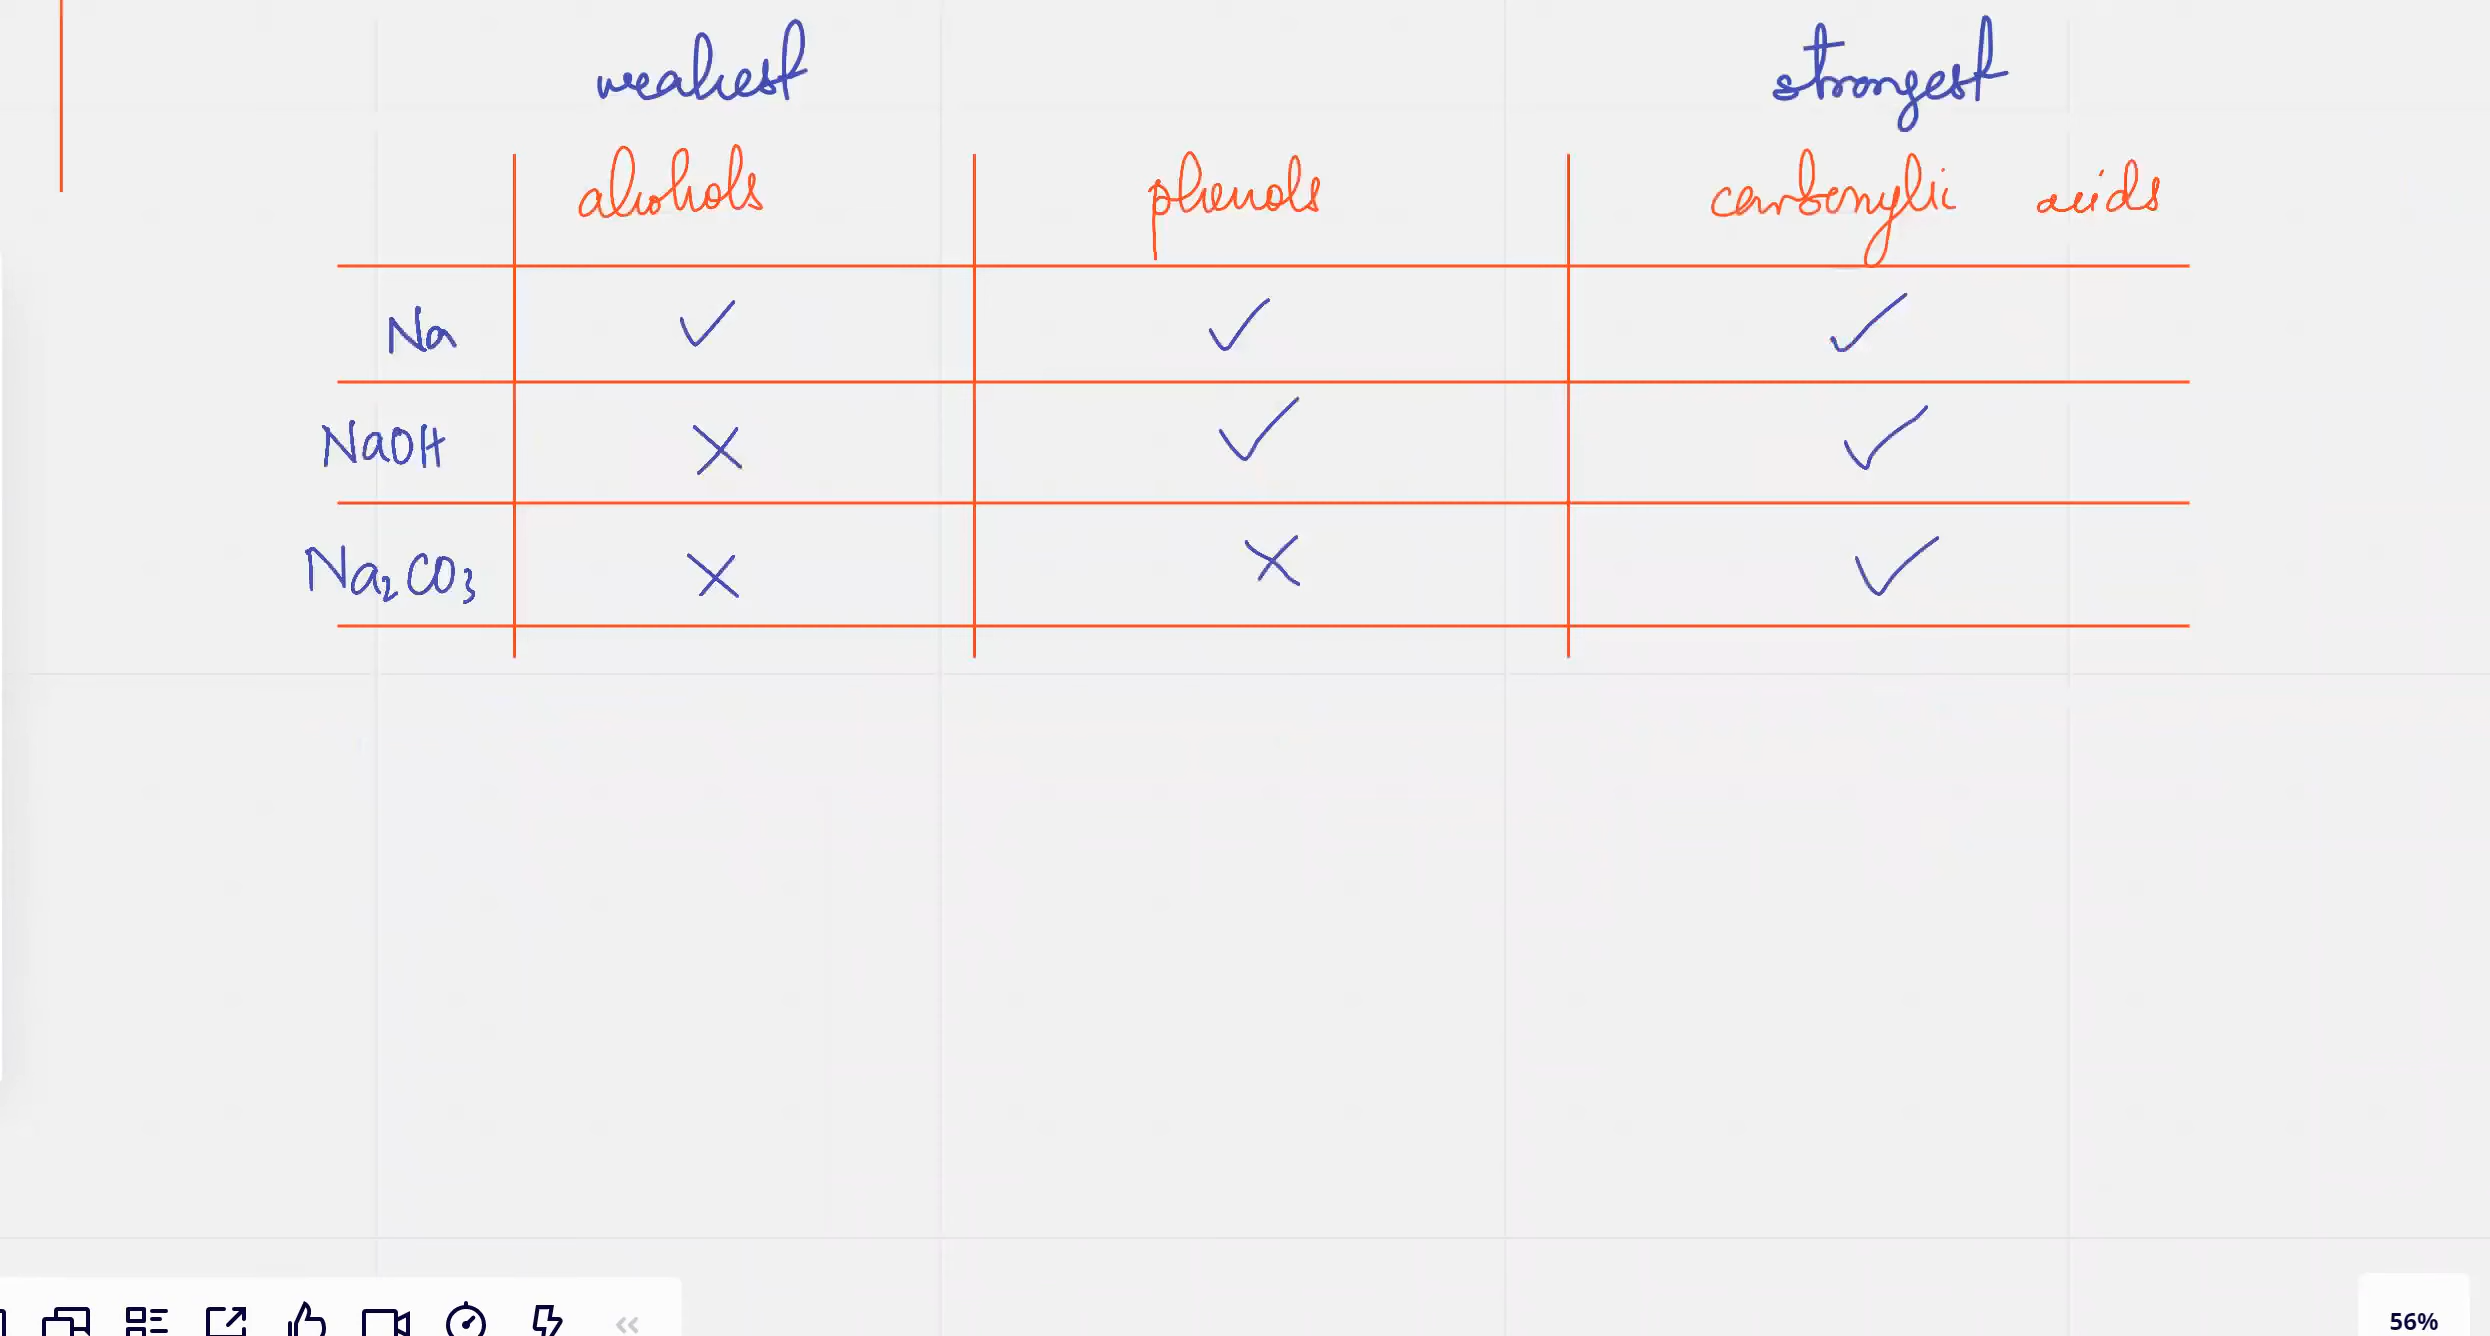 weakest strongest
alcohols phenols carboxylic acids
Na ✓ ✓ ✓
NaOH ✗ ✓ ✓
Na₂CO₃ ✗ ✗ ✓
56%